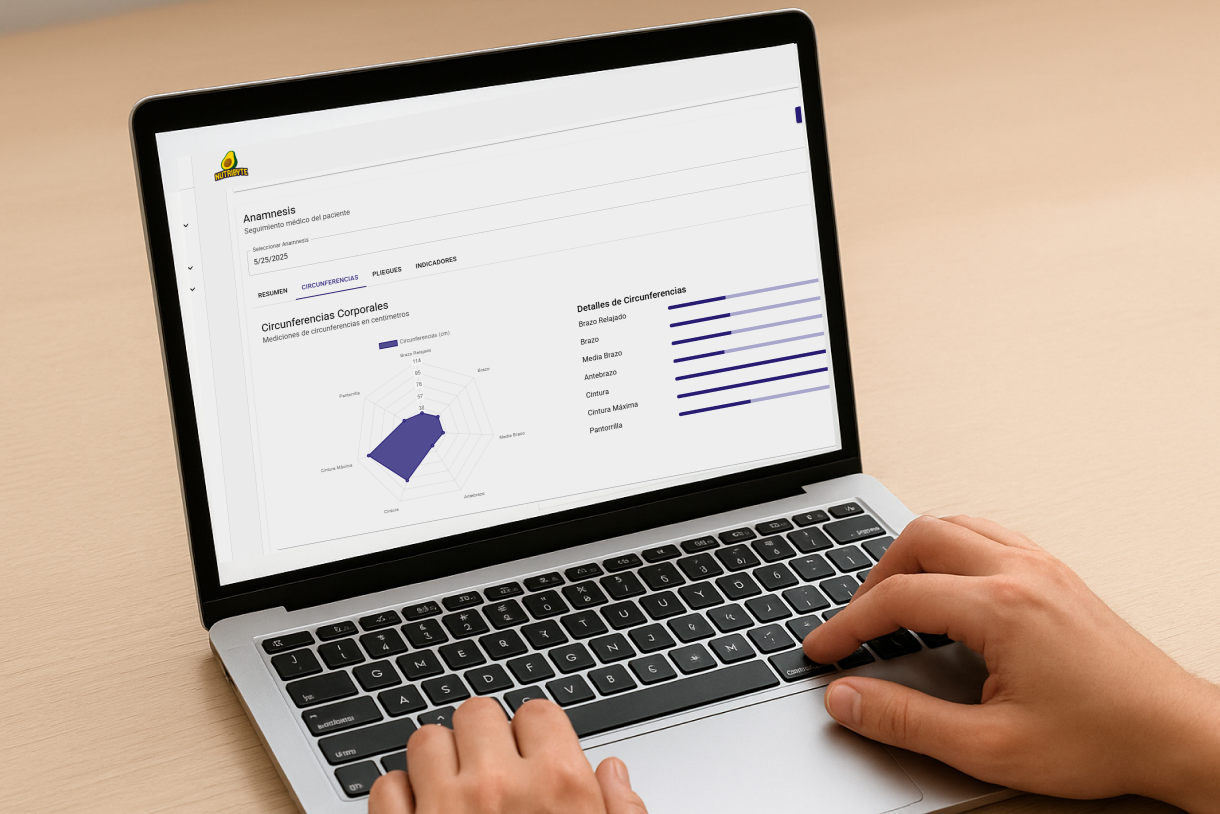 NUTRIBYTE
Anamnesis
Seguimiento médico del paciente
Seleccionar Anamnesis
5/25/2025
RESUMEN CIRCUNFERENCIAS PLIEGUES INDICADORES
Circunferencias Corporales
Mediciones de circunferencias en centímetros
Circunferencias (cm)
Brazo Relajado
114
95
76
57
38
Brazo
Media Brazo
Antebrazo
Cintura
Cintura Máxima
Pantorrilla
Detalles de Circunferencias
Brazo Relajado
Brazo
Media Brazo
Antebrazo
Cintura
Cintura Máxima
Pantorrilla
G M E R R T U U Y D
A S D F G N J
V B M